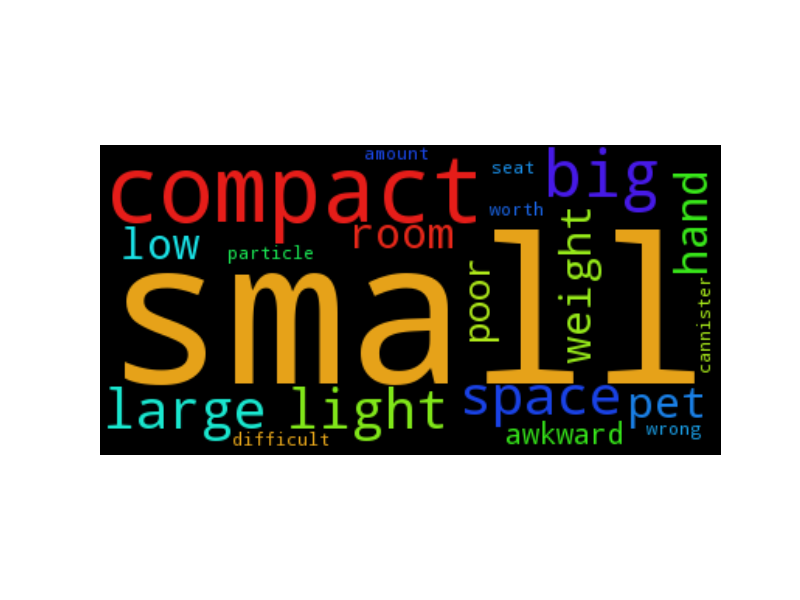 amount
compact
seat
big
hand
worth
low
room
particle
weight
small
poor
cannister
large
light
space
pet
difficult
awkward
wrong